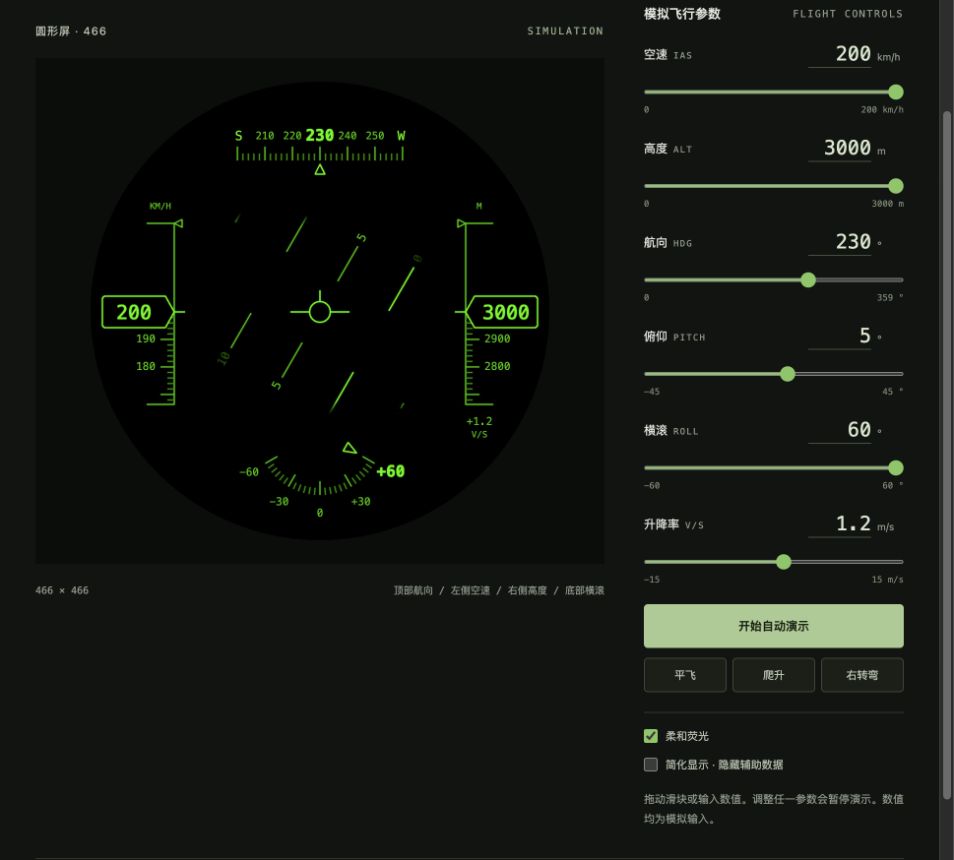 圆形屏 · 466
SIMULATION
S 210 220 230 240 250 W
KM/H
M
5
0
200
3000
190
2900
180
2800
10
5
+1.2
V/S
−60
+60
−30
+30
0
466 × 466
顶部航向 / 左侧空速 / 右侧高度 / 底部横滚
模拟飞行参数
FLIGHT CONTROLS
空速 IAS
200 km/h
0
200 km/h
高度 ALT
3000 m
0
3000 m
航向 HDG
230 °
0
359 °
俯仰 PITCH
5 °
−45
45 °
横滚 ROLL
60 °
−60
60 °
升降率 V/S
1.2 m/s
−15
15 m/s
开始自动演示
平飞
爬升
右转弯
柔和荧光
简化显示 · 隐藏辅助数据
拖动滑块或输入数值。调整任一参数会暂停演示。数值
均为模拟输入。